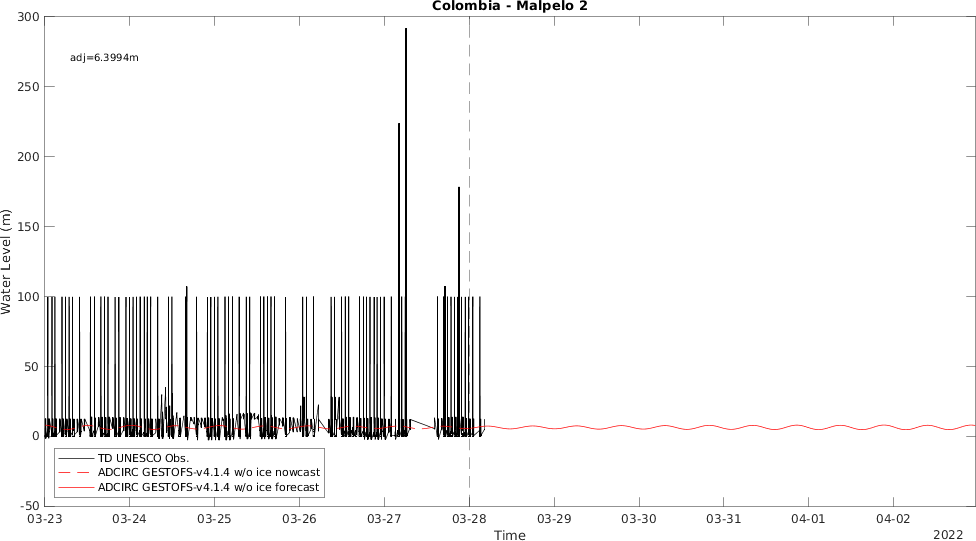 Colombia - Malpelo 2
300
adj=6.3994m
250
200
150
Water Level (m)
100
50
0
TD UNESCO Obs.
ADCIRC GESTOFS-v4.1.4 w/o ice nowcast
ADCIRC GESTOFS-v4.1.4 w/o ice forecast
-50
03-23 03-24 03-25 03-26 03-27 03-28 03-29 03-30 03-31 04-01 04-02
Time
2022